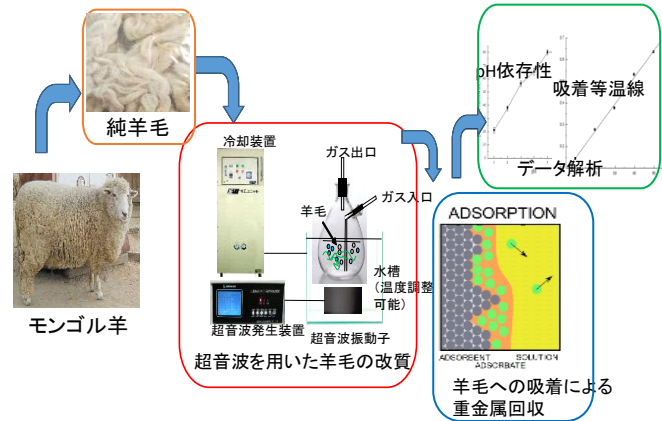 モンゴル羊
純羊毛
冷却装置
ガス出口
ガス入口
羊毛
水槽
(温度調整
可能)
超音波発生装置
超音波振動子
超音波を用いた羊毛の改質
ADSORPTION
ADSORBENT
SOLUTION
ADSORBATE
羊毛への吸着による
重金属回収
pH依存性
吸着等温線
データ解析